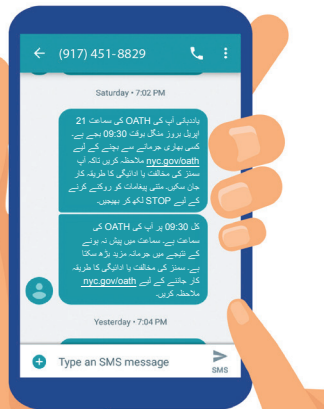 (917) 451-8829
Saturday • 7:02 PM
یاددہانی آپ کی OATH کی سماعت 21
اپریل بروز منگل بوقت 09:30 بجے ہے۔
کسی بھاری جرمانے سے بچنے کے لیے
nyc.gov/oath ملاحظہ کریں تاکہ آپ
سمنز کی مخالفت یا ادائیگی کا طریقہ کار
جان سکیں۔ متنی پیغامات کو روکنے کرنے
کے لیے STOP لکھ کر بھیجیں۔
کل 09:30 پر آپ کی OATH کی
سماعت ہے۔ سماعت میں پیش نہ ہونے
کے نتیجے میں جرمانہ مزید بڑھ سکتا
ہے۔ سمنز کی مخالفت یا ادائیگی کا طریقہ
کار جاننے کے لیے nyc.gov/oath
ملاحظہ کریں۔
Yesterday • 7:04 PM
Type an SMS message
SMS